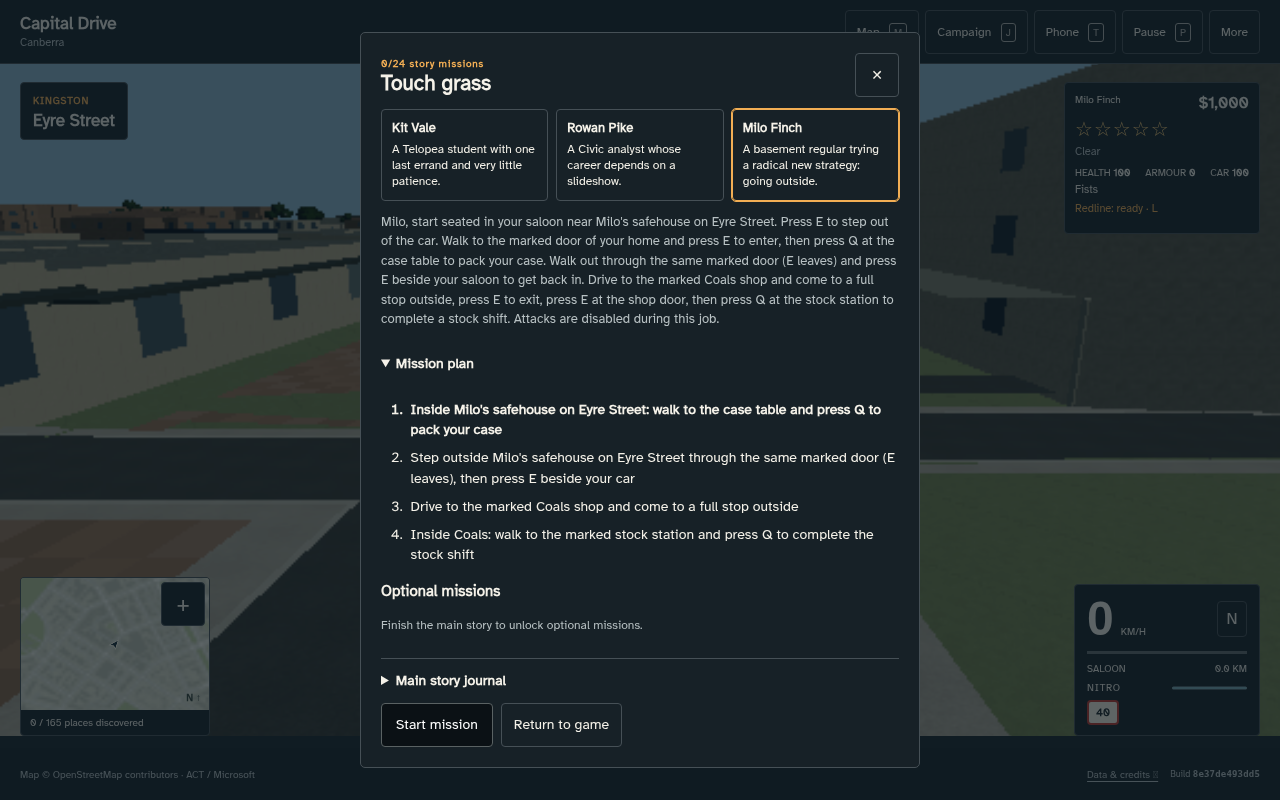 Capital Drive
Canberra
Map M
Campaign J
Phone T
Pause P
More
KINGSTON
Eyre Street
0/24 story missions
Touch grass
×
Kit Vale
A Telopea student with one
last errand and very little
patience.
Rowan Pike
A Civic analyst whose
career depends on a
slideshow.
Milo Finch
A basement regular trying
a radical new strategy:
going outside.
Milo, start seated in your saloon near Milo's safehouse on Eyre Street. Press E to step out
of the car. Walk to the marked door of your home and press E to enter, then press Q at the
case table to pack your case. Walk out through the same marked door (E leaves) and press
E beside your saloon to get back in. Drive to the marked Coals shop and come to a full
stop outside, press E to exit, press E at the shop door, then press Q at the stock station to
complete a stock shift. Attacks are disabled during this job.
Mission plan
1. Inside Milo's safehouse on Eyre Street: walk to the case table and press Q to
pack your case
2. Step outside Milo's safehouse on Eyre Street through the same marked door (E
leaves), then press E beside your car
3. Drive to the marked Coals shop and come to a full stop outside
4. Inside Coals: walk to the marked stock station and press Q to complete the
stock shift
Optional missions
Finish the main story to unlock optional missions.
Main story journal
Start mission
Return to game
Milo Finch
$1,000
☆☆☆☆☆
Clear
HEALTH 100 ARMOUR 0 CAR 100
Fists
Redline: ready · L
+
N ↑
0 / 165 places discovered
0 KM/H
N
SALOON 0.0 KM
NITRO
40
Map © OpenStreetMap contributors · ACT / Microsoft
Data & credits
Build 8e37de493dd5